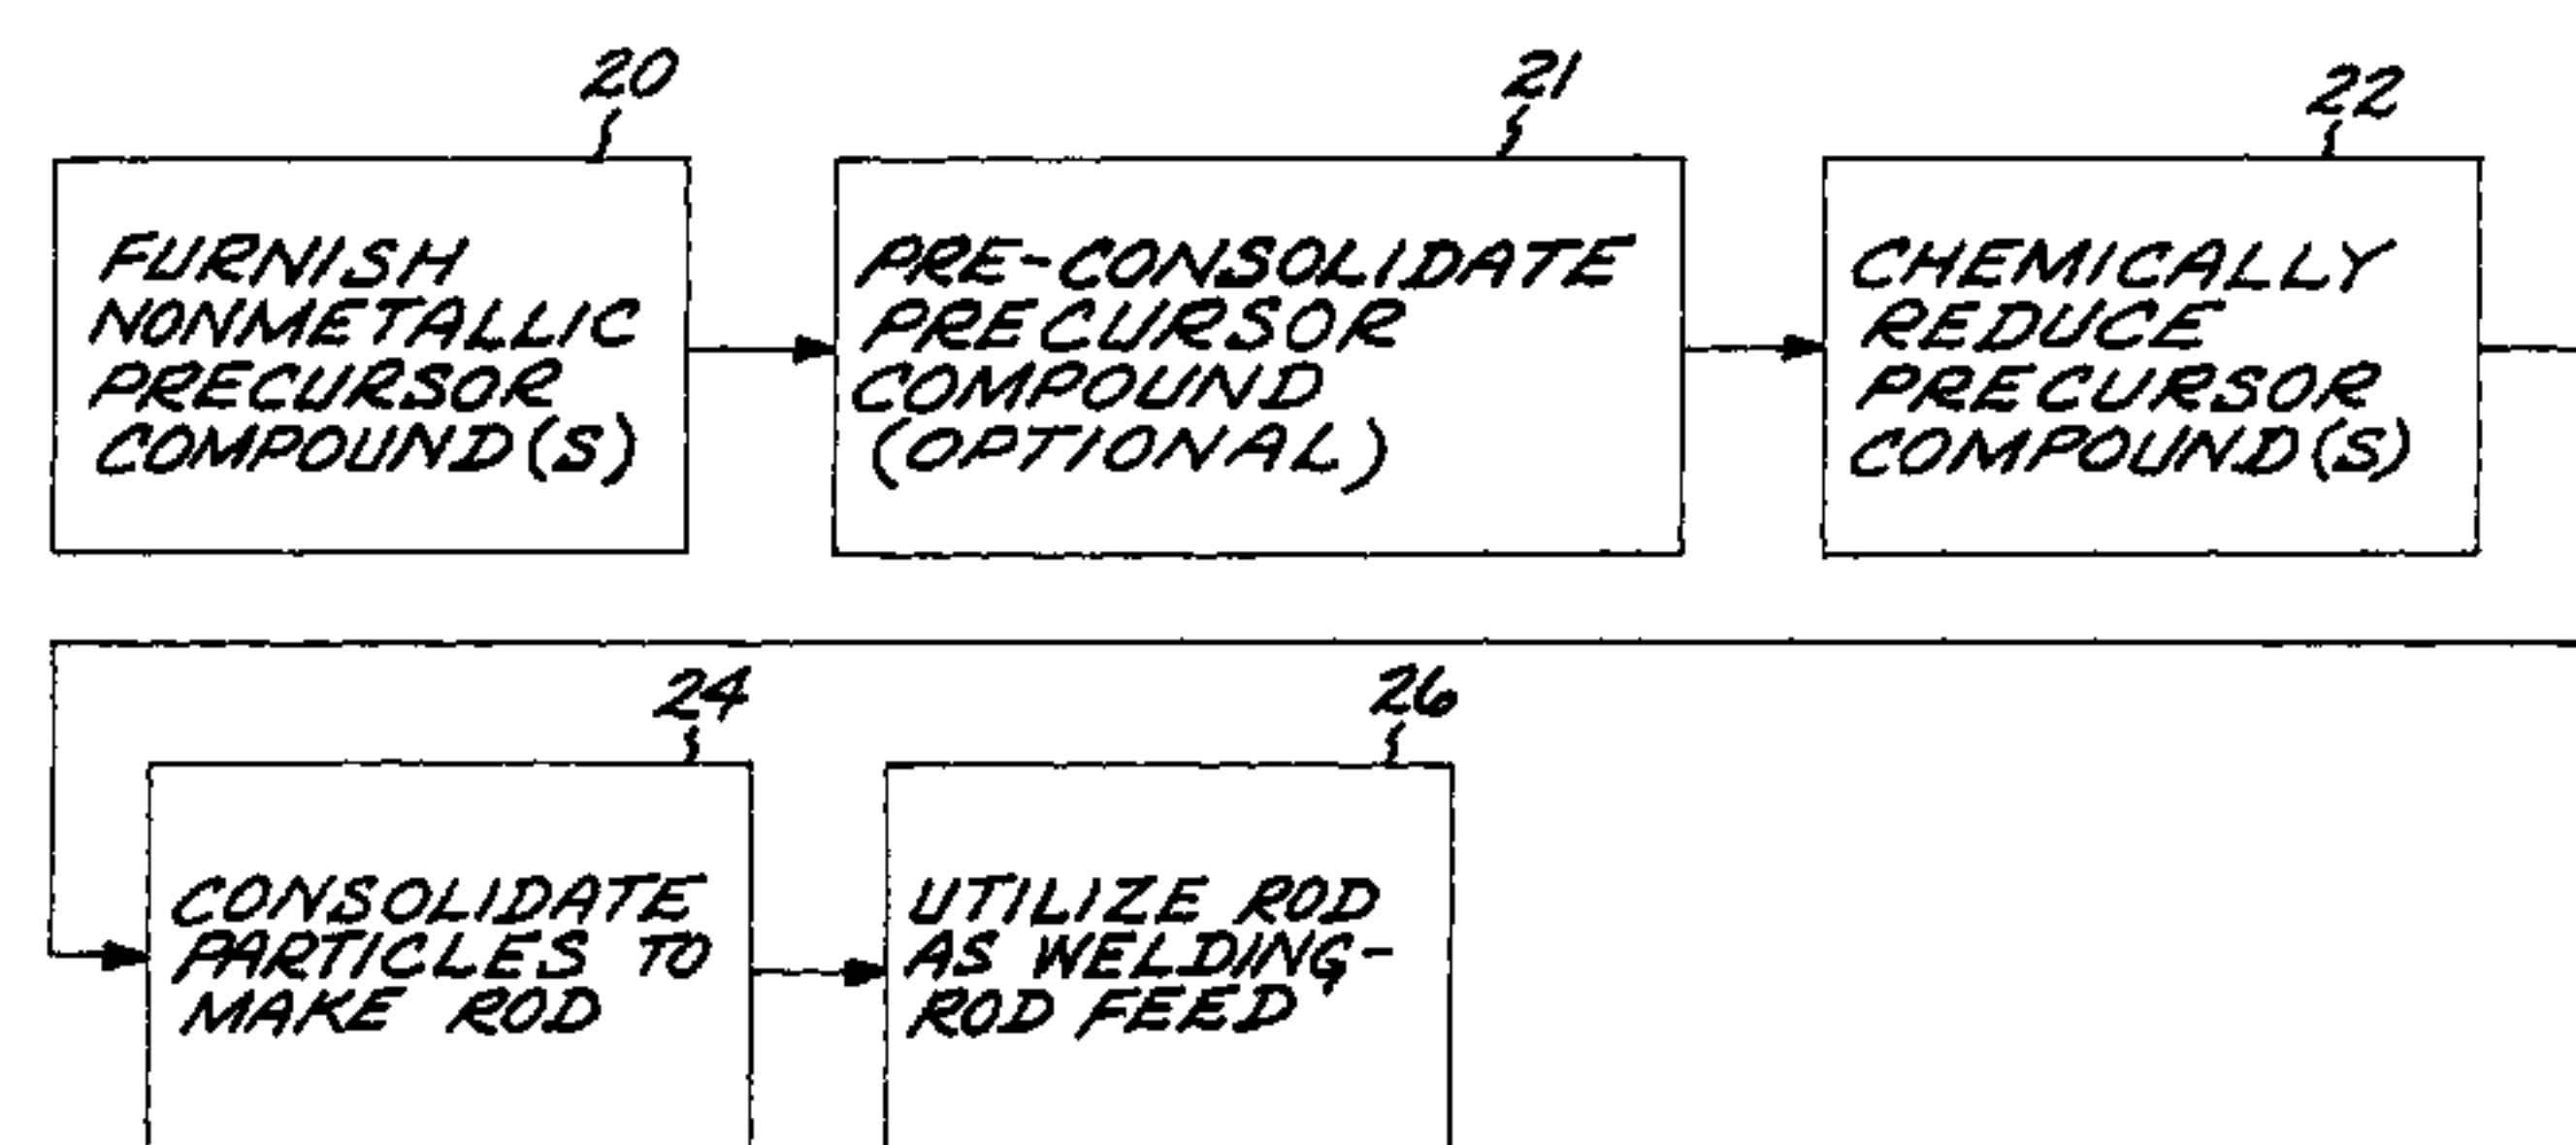 20
FURNISH
NONMETALLIC
PRECURSOR
COMPOUND(S)
21
PRE-CONSOLIDATE
PRECURSOR
COMPOUND
(OPTIONAL)
22
CHEMICALLY
REDUCE
PRECURSOR
COMPOUND(S)
24
CONSOLIDATE
PARTICLES TO
MAKE ROD
26
UTILIZE ROD
AS WELDING-
ROD FEED